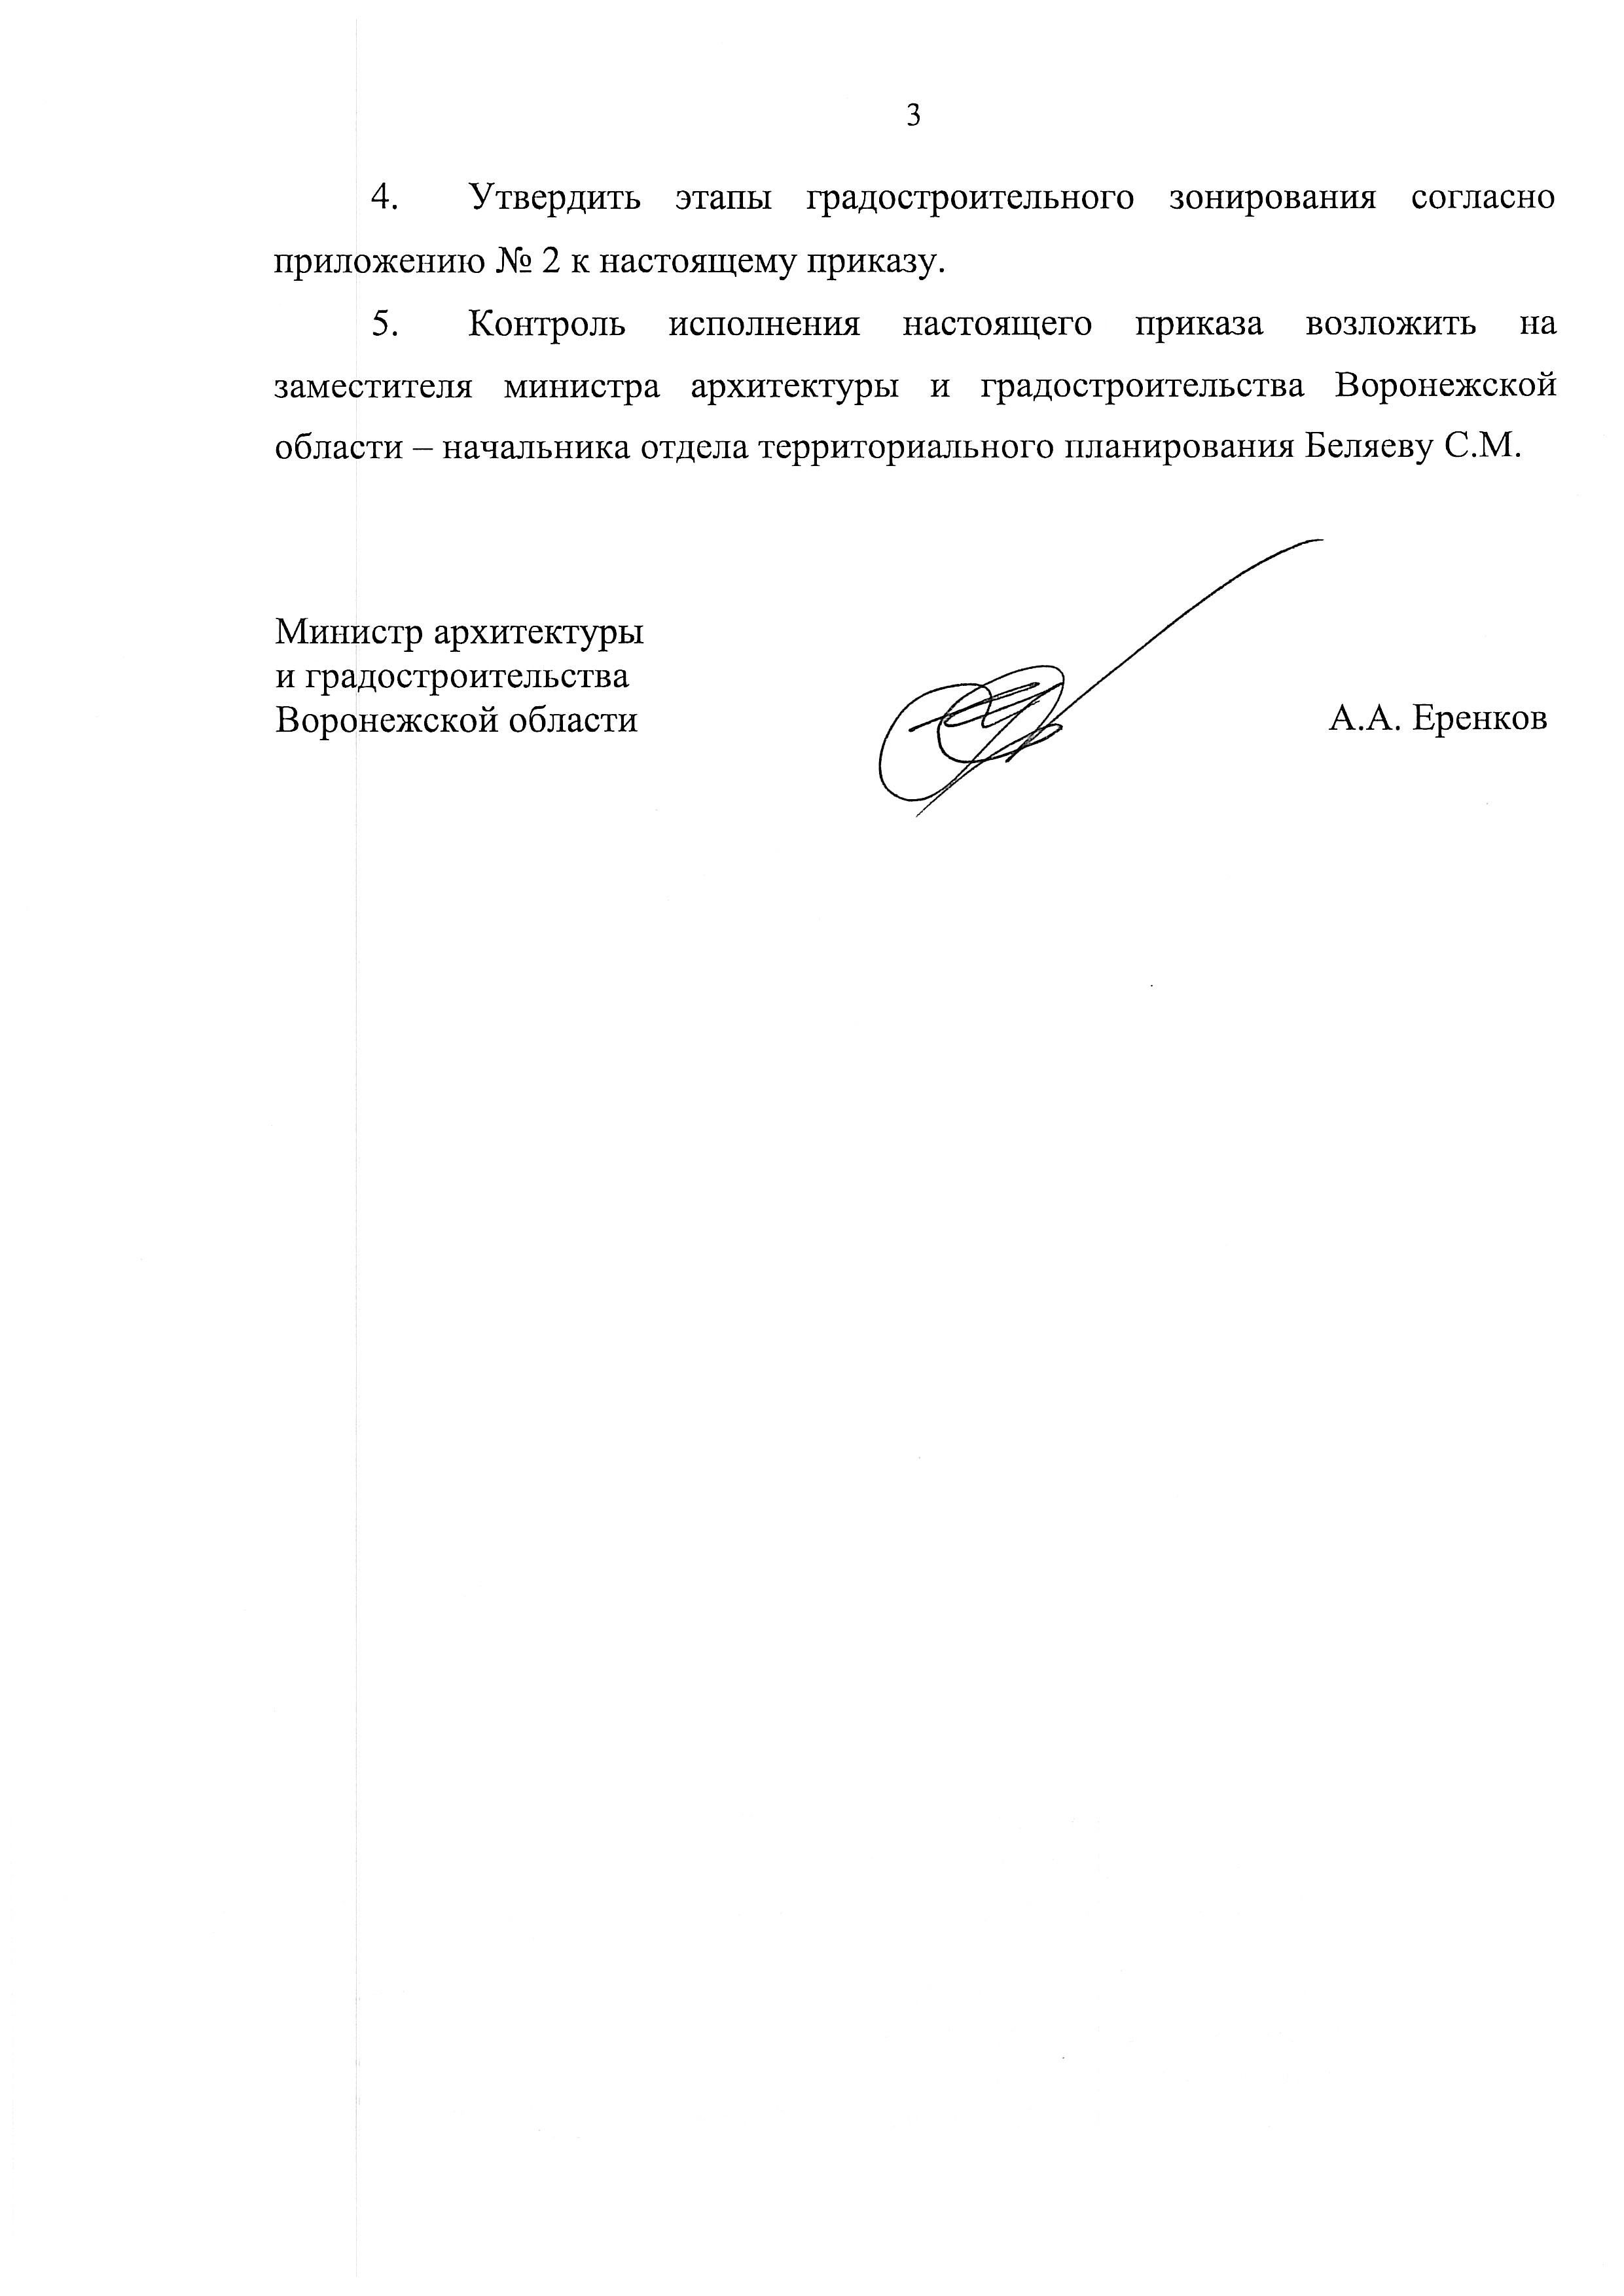 3
4. Утвердить этапы градостроительного зонирования согласно
приложению № 2 к настоящему приказу.
5. Контроль исполнения настоящего приказа возложить на
заместителя министра архитектуры и градостроительства Воронежской
области – начальника отдела территориального планирования Беляеву С.М.
Министр архитектуры
и градостроительства
Воронежской области А.А. Еренков